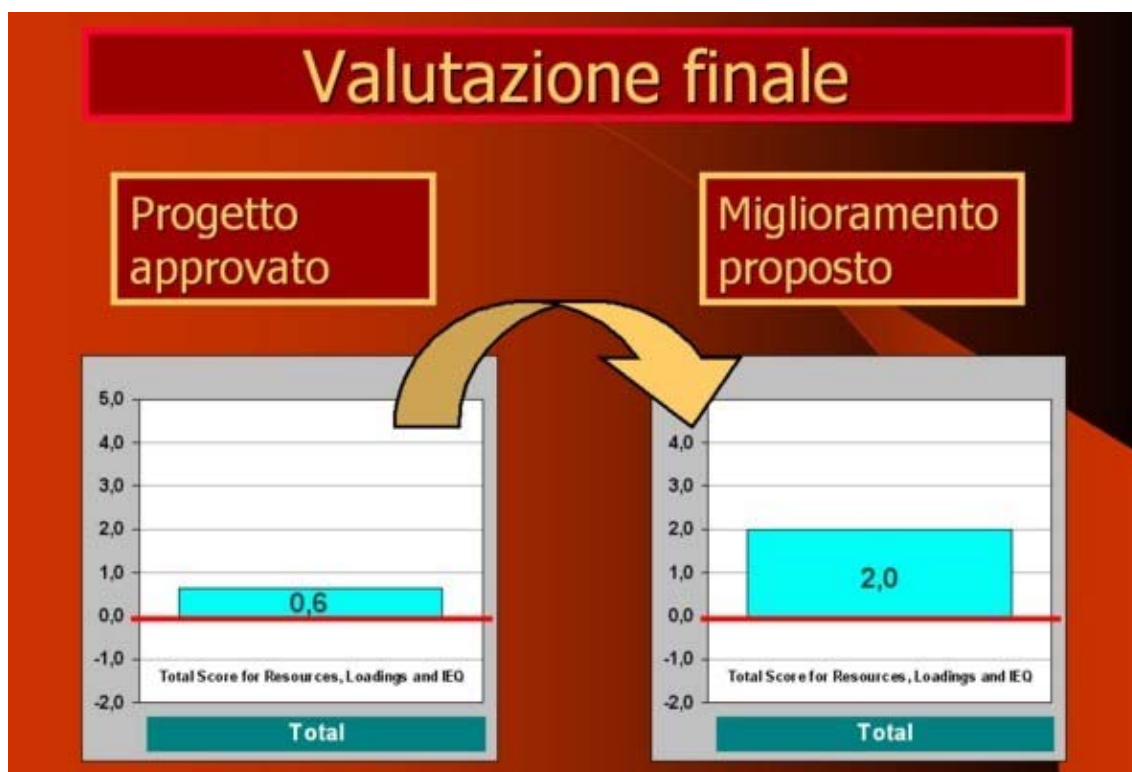 Valutazione finale
Progetto
approvato
Miglioramento
proposto
5,0
4,0
3,0
2,0
1,0
0,0
-1,0
-2,0
0,6
Total Score for Resources, Loadings and IEQ
Total
4,0
3,0
2,0
1,0
0,0
-1,0
-2,0
2,0
Total Score for Resources, Loadings and IEQ
Total